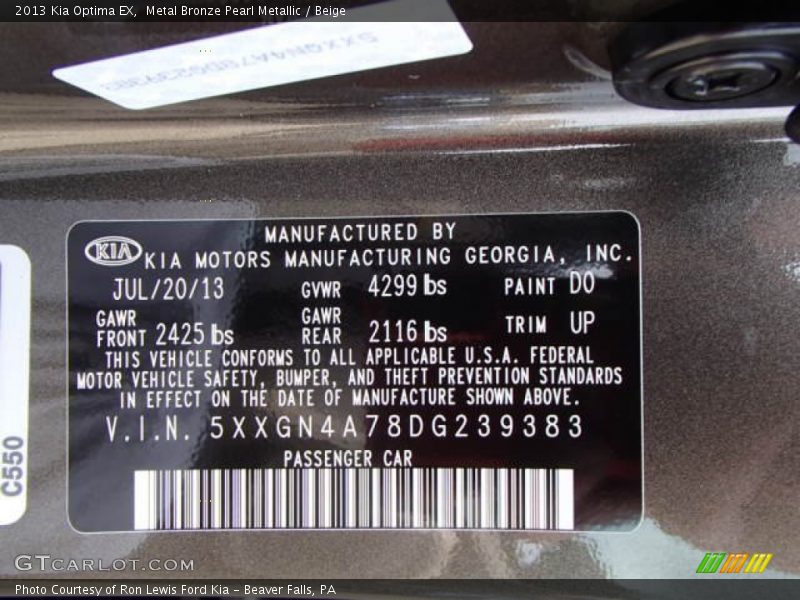 2013 Kia Optima EX,  Metal Bronze Pearl Metallic / Beige
5XXGN4A78DG239383
MANUFACTURED BY
KIA KIA MOTORS MANUFACTURING GEORGIA, INC.
JUL/20/13 GVWR 4299 lbs PAINT D0
GAWR FRONT 2425 lbs GAWR REAR 2116 lbs TRIM UP
THIS VEHICLE CONFORMS TO ALL APPLICABLE U.S.A. FEDERAL
MOTOR VEHICLE SAFETY, BUMPER, AND THEFT PREVENTION STANDARDS
IN EFFECT ON THE DATE OF MANUFACTURE SHOWN ABOVE.
V.I.N. 5XXGN4A78DG239383
PASSENGER CAR
C550
GTCARLOT.COM
Photo Courtesy of Ron Lewis Ford Kia - Beaver Falls, PA